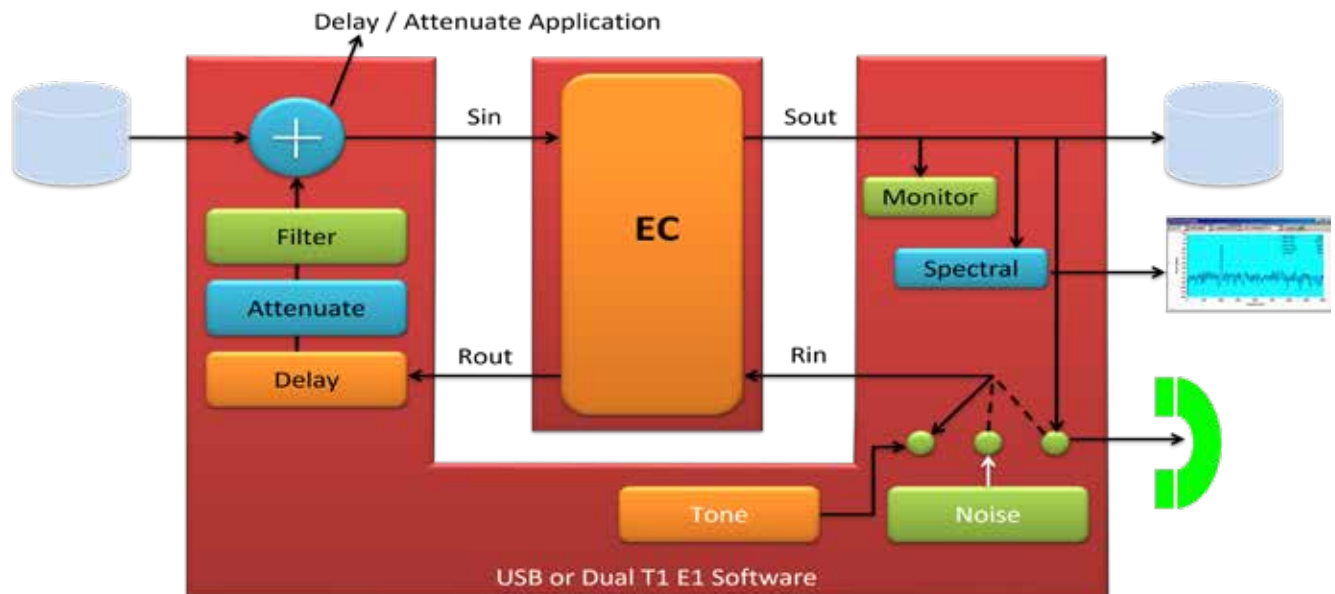 Delay / Attenuate Application
Sin
Sout
EC
Monitor
Filter
Spectral
Attenuate
Rout
Rin
Delay
Tone
Noise
USB or Dual T1 E1 Software